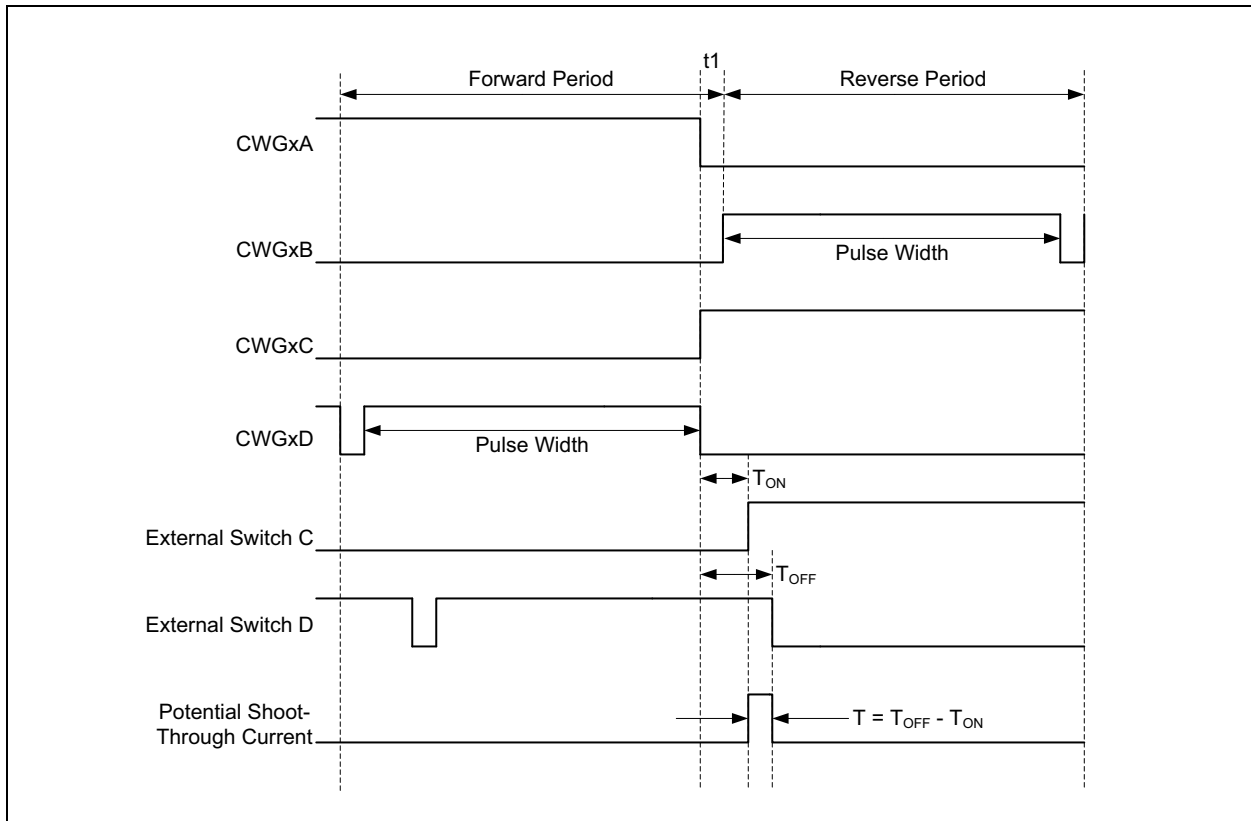 t1
Forward Period
Reverse Period
CWGxA
CWGxB
Pulse Width
CWGxC
CWGxD
Pulse Width
TON
External Switch C
TOFF
External Switch D
Potential Shoot-
Through Current
T = TOFF - TON